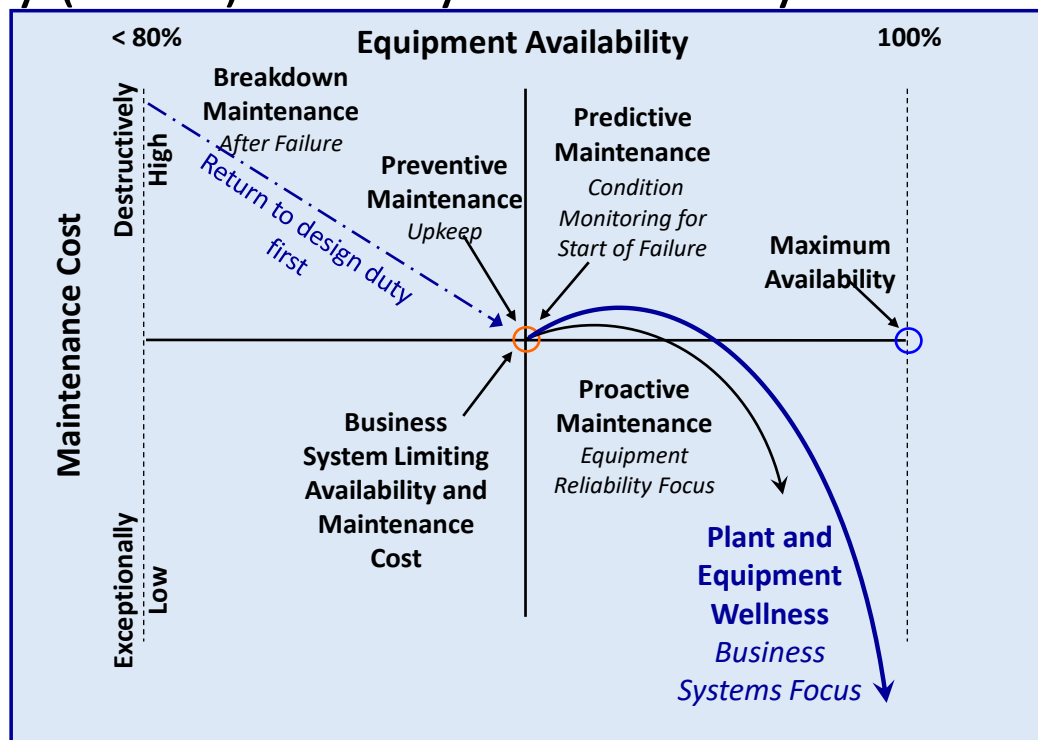 < 80%
Equipment Availability
100%
Breakdown
Maintenance
After Failure
Destructively
High
Return to design duty
first
Preventive
Maintenance
Upkeep
Predictive
Maintenance
Condition
Monitoring for
Start of Failure
Maximum
Availability
Maintenance Cost
Business
System Limiting
Availability and
Maintenance
Cost
Proactive
Maintenance
Equipment
Reliability Focus
Exceptionally
Low
Plant and
Equipment
Wellness
Business
Systems Focus